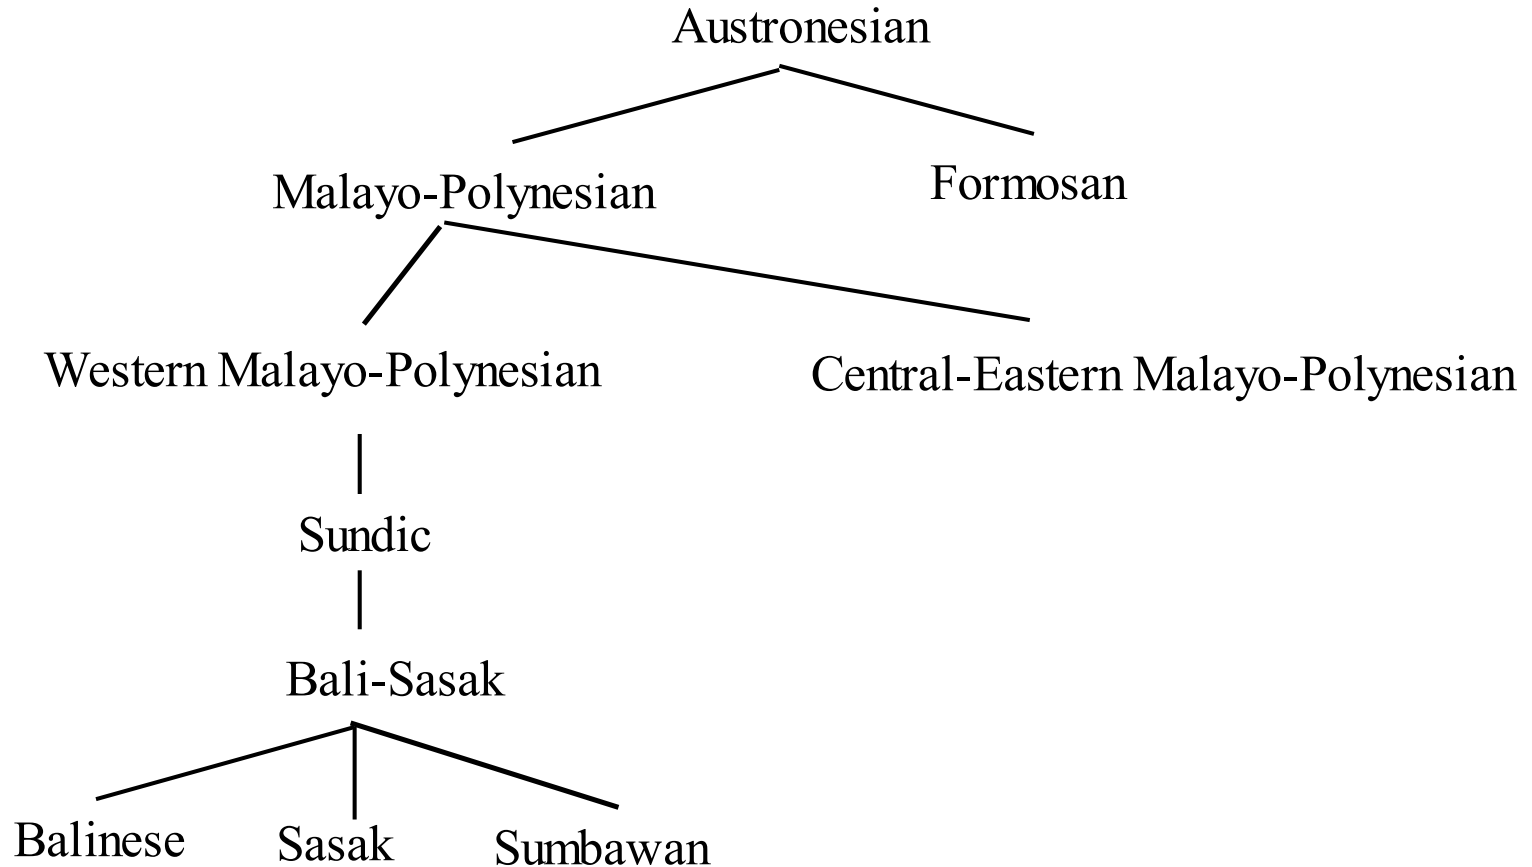 Austronesian
Malayo-Polynesian
Formosan
Western Malayo-Polynesian
Central-Eastern Malayo-Polynesian
Sundic
Bali-Sasak
Balinese
Sasak
Sumbawan